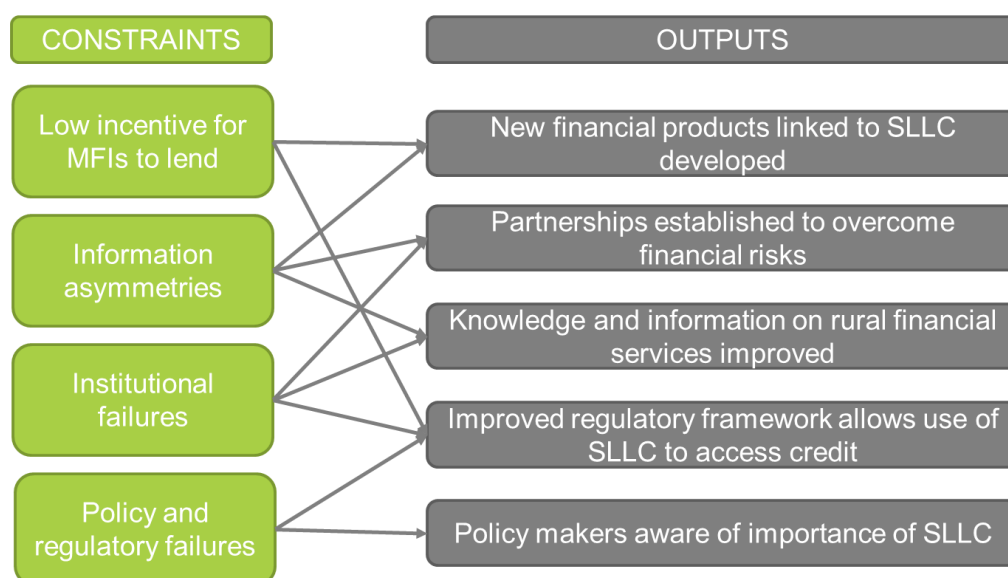 CONSTRAINTS
OUTPUTS
Low incentive for
MFIs to lend
Information
asymmetries
Institutional
failures
Policy and
regulatory failures
New financial products linked to SLLC
developed
Partnerships established to overcome
financial risks
Knowledge and information on rural financial
services improved
Improved regulatory framework allows use of
SLLC to access credit
Policy makers aware of importance of SLLC